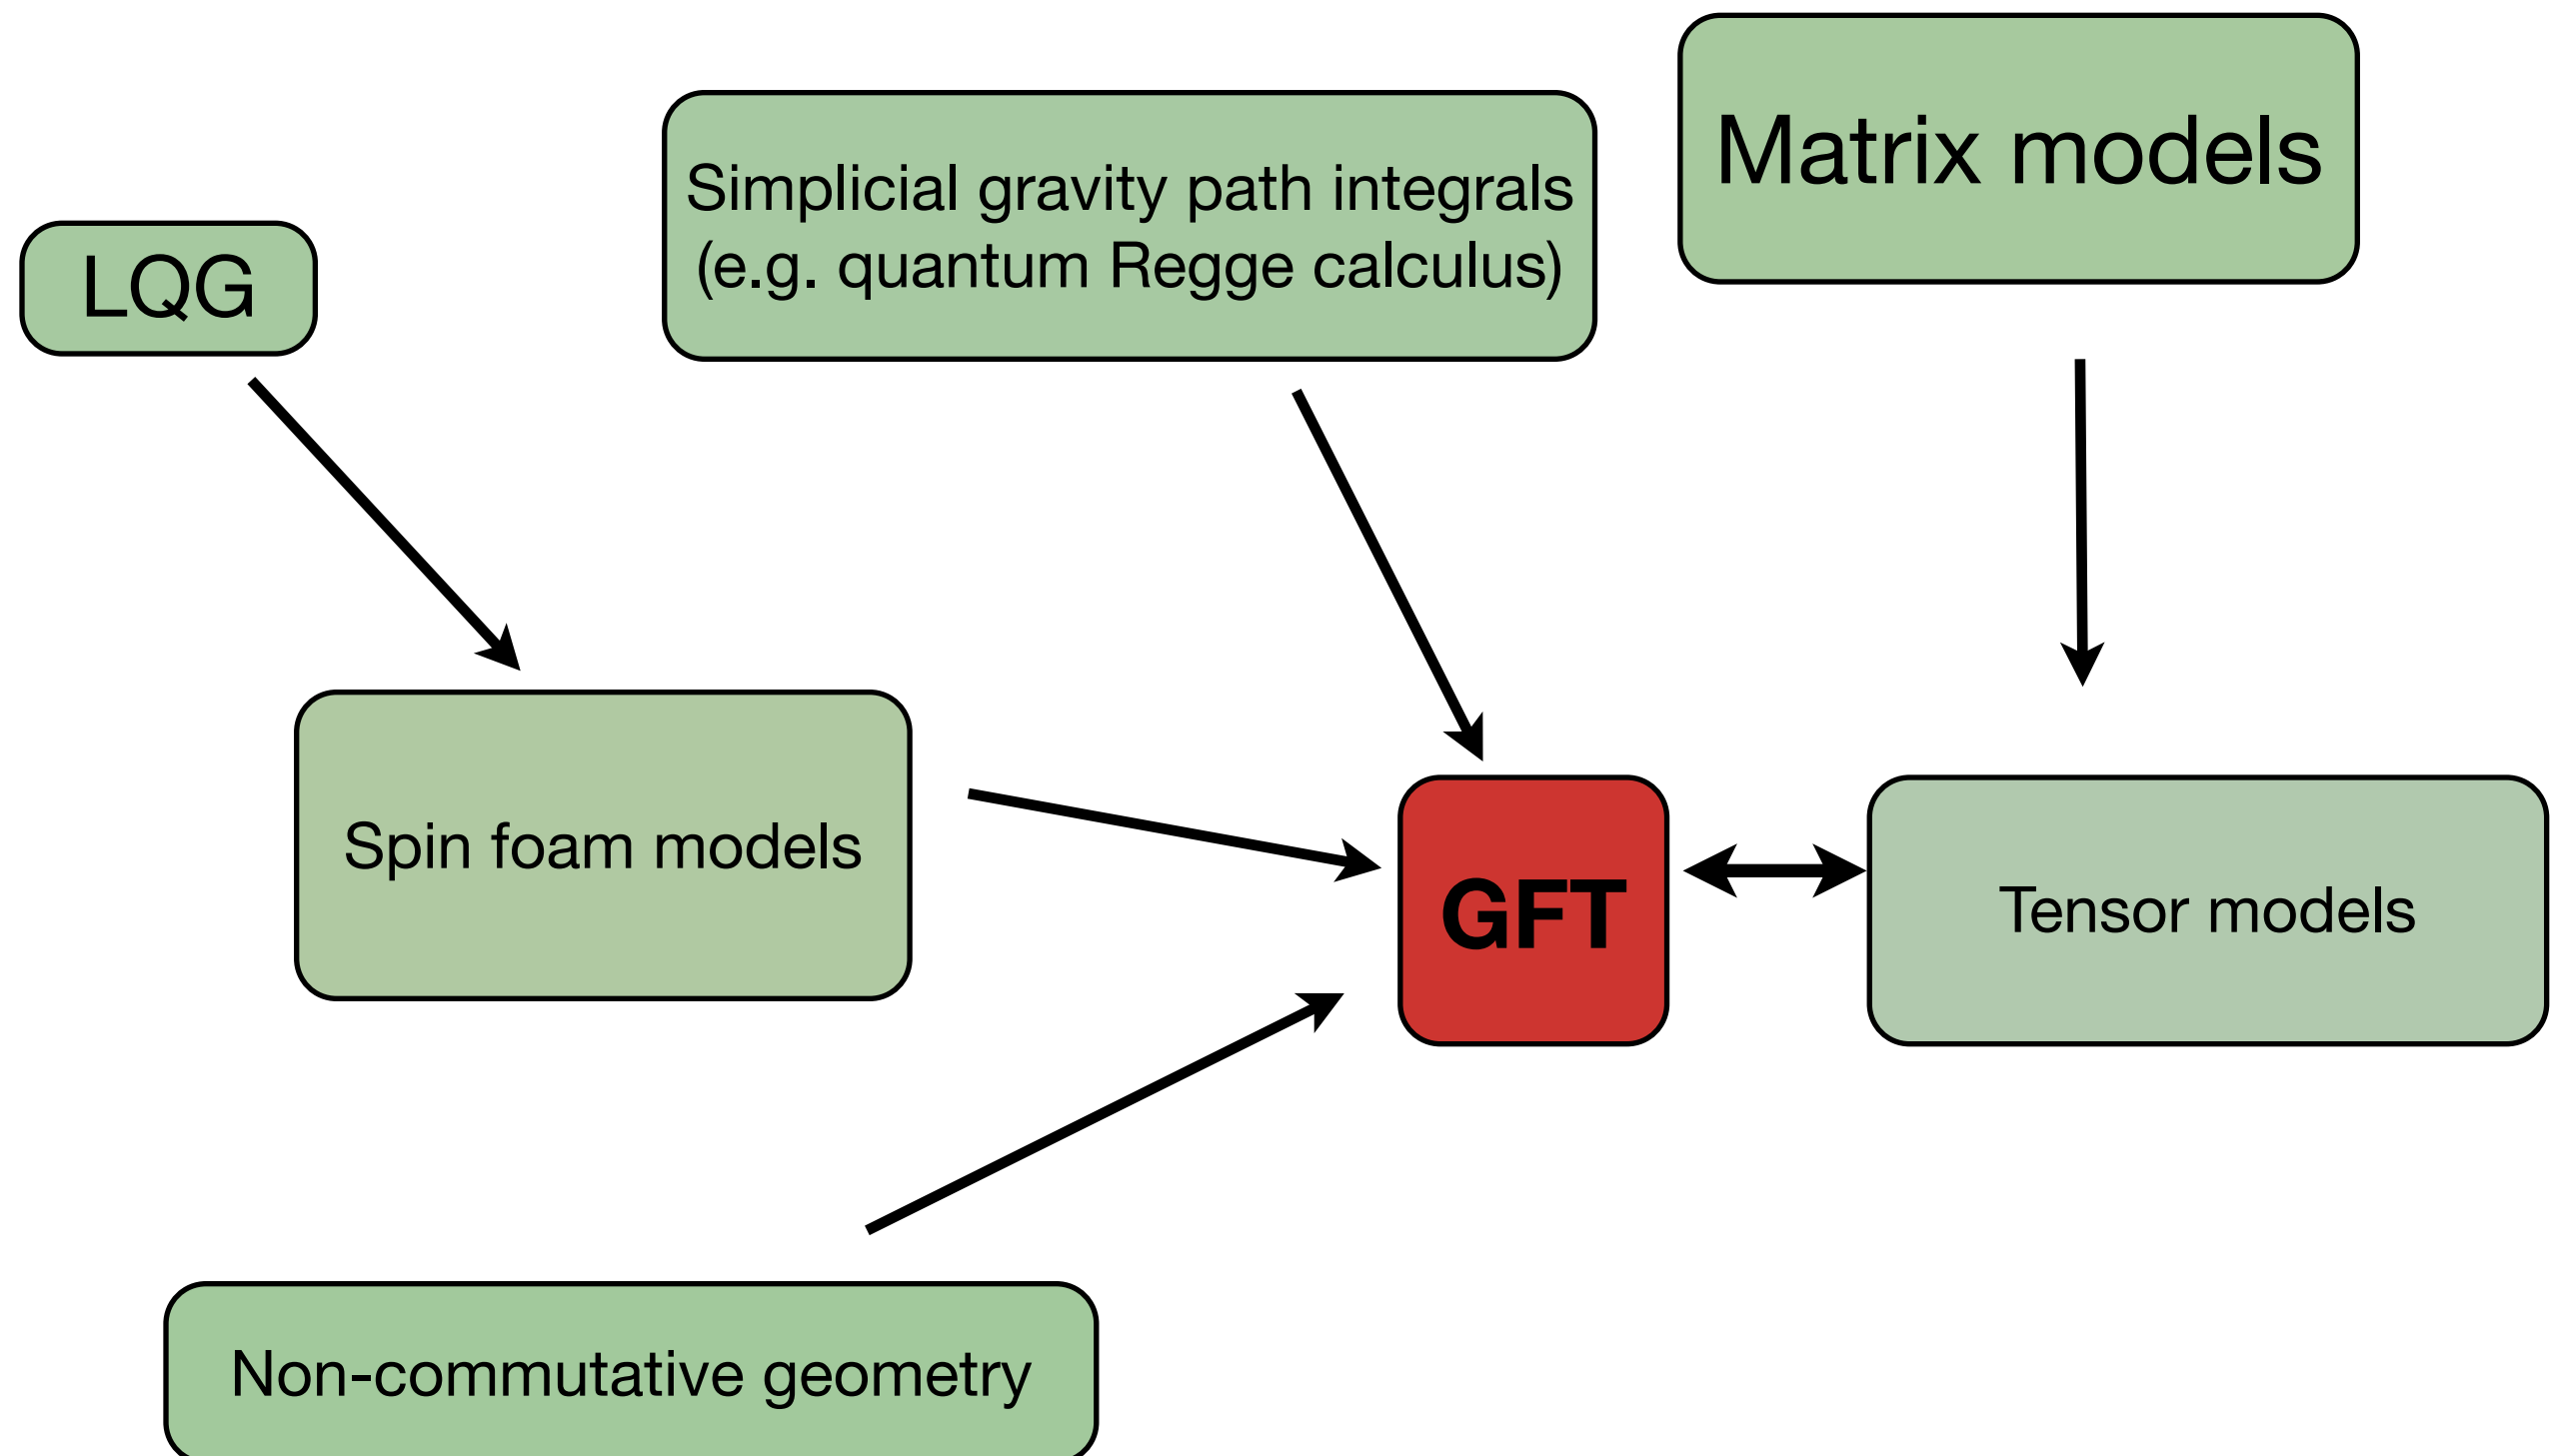 Matrix models
Simplicial gravity path integrals
(e.g. quantum Regge calculus)
LQG
Spin foam models
GFT
Tensor models
Non-commutative geometry